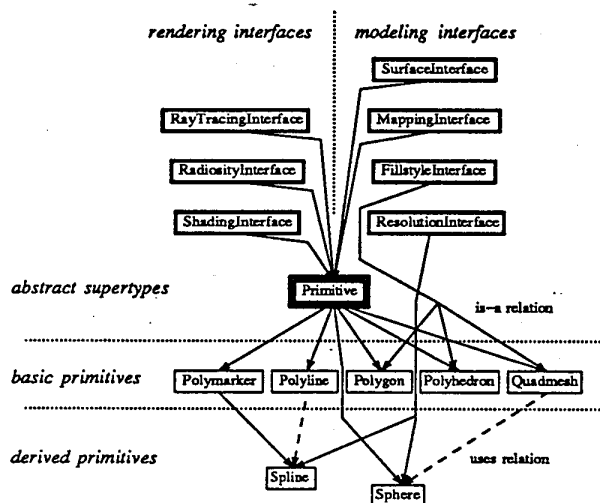 rendering interfaces
modeling interfaces
SurfaceInterface
RayTracingInterface
MappingInterface
RadiosityInterface
FillstyleInterface
ShadingInterface
ResolutionInterface
abstract supertypes
Primitive
is-a relation
basic primitives
Polymarker
Polyline
Polygon
Polyhedron
Quadmesh
derived primitives
uses relation
Spline
Sphere